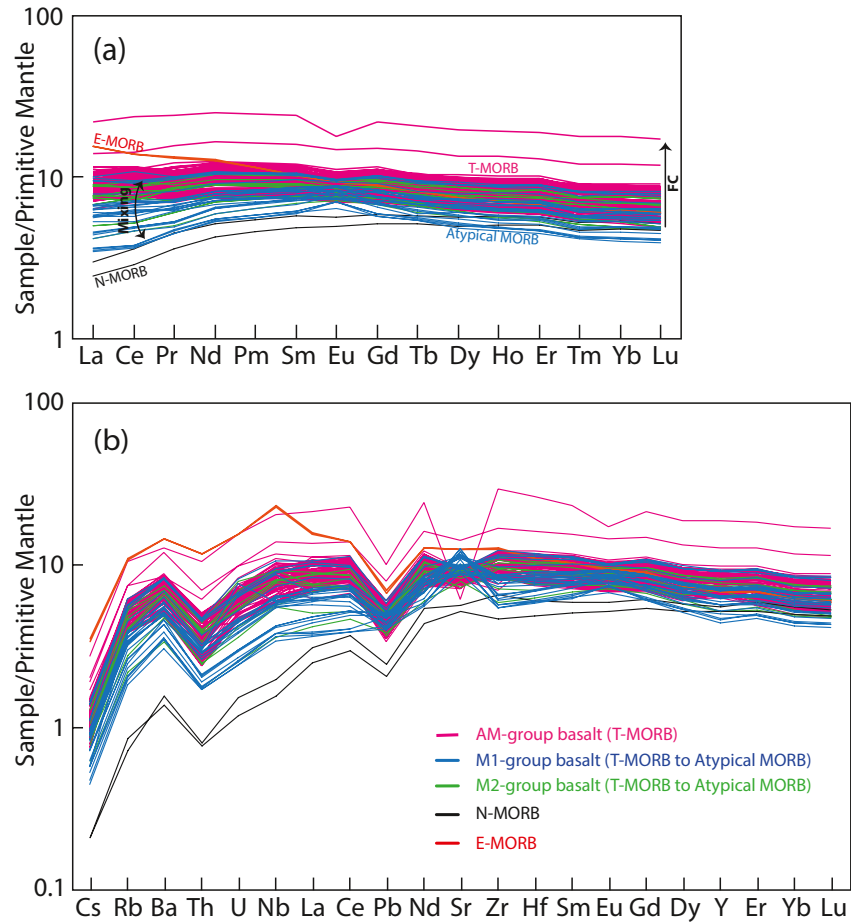 100
(a)
E-MORB
T-MORB
10
Mixing
FC
Atypical MORB
N-MORB
1
Sample/Primitive Mantle
La Ce Pr Nd Pm Sm Eu Gd Tb Dy Ho Er Tm Yb Lu
100
(b)
10
Sample/Primitive Mantle
1
AM-group basalt (T-MORB)
M1-group basalt (T-MORB to Atypical MORB)
M2-group basalt (T-MORB to Atypical MORB)
N-MORB
E-MORB
0.1
Cs Rb Ba Th U Nb La Ce Pb Nd Sr Zr Hf Sm Eu Gd Dy Y Er Yb Lu